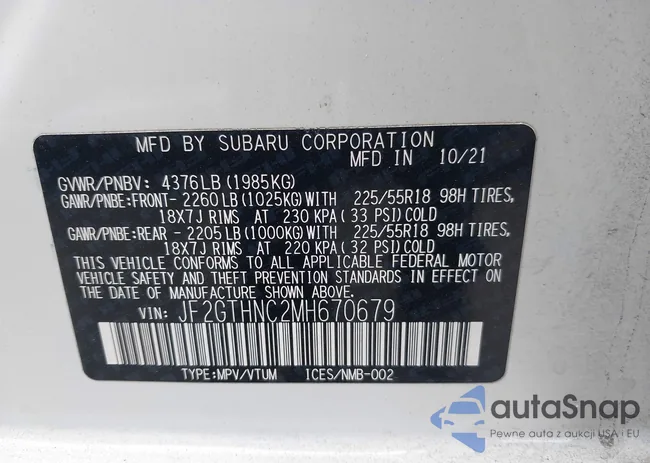 MFD BY SUBARU CORPORATION
MFD IN 10/21
GVWR/PNBV: 4376LB (1985KG)
GAWR/PNBE:FRONT- 2260LB (1025KG) WITH 225/55R18 98H TIRES,
18X7J RIMS AT 230 KPA (33 PSI) COLD
GAWR/PNBE:REAR - 2205LB (1000KG) WITH 225/55R18 98H TIRES,
18X7J RIMS AT 220 KPA (32 PSI) COLD
THIS VEHICLE CONFORMS TO ALL APPLICABLE FEDERAL MOTOR
VEHICLE SAFETY AND THEFT PREVENTION STANDARDS IN EFFECT ON
THE DATE OF MANUFACTURE SHOWN ABOVE.
VIN: JF2GTHNC2MH670679
TYPE:MPV/VTUM ICES/NMB-002
autaSnap
Pewne auta z aukcji USA i EU